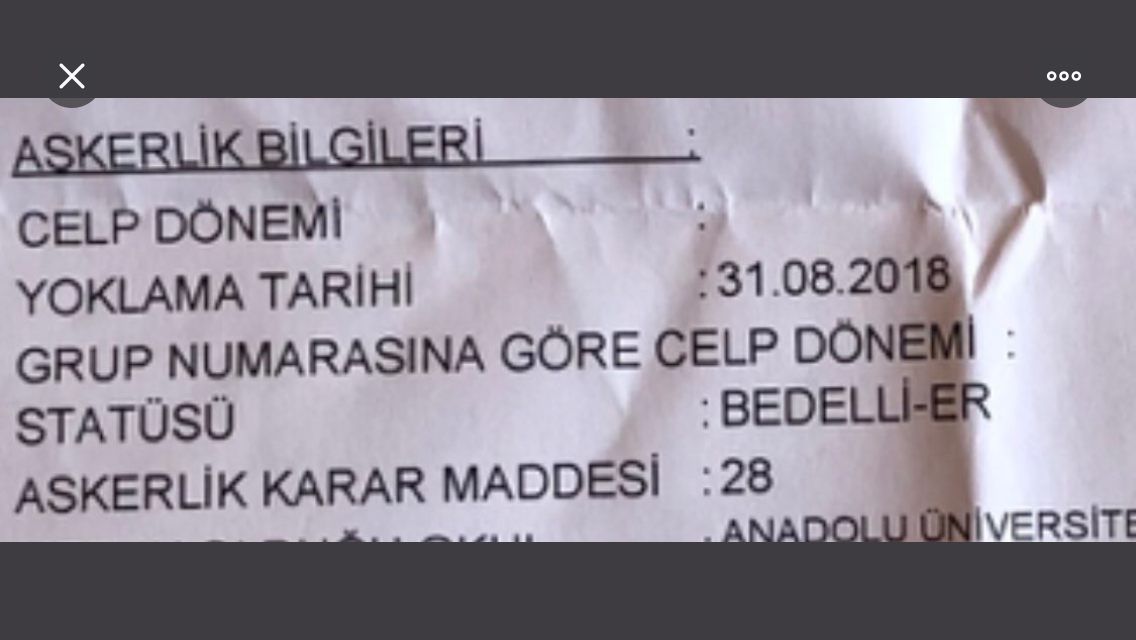 ASKERLİK BİLGİLERİ :
CELP DÖNEMİ :
YOKLAMA TARİHİ : 31.08.2018
GRUP NUMARASINA GÖRE CELP DÖNEMİ :
STATÜSÜ : BEDELLİ-ER
ASKERLİK KARAR MADDESİ : 28
OKUL : ANADOLU ÜNİVERSİTE